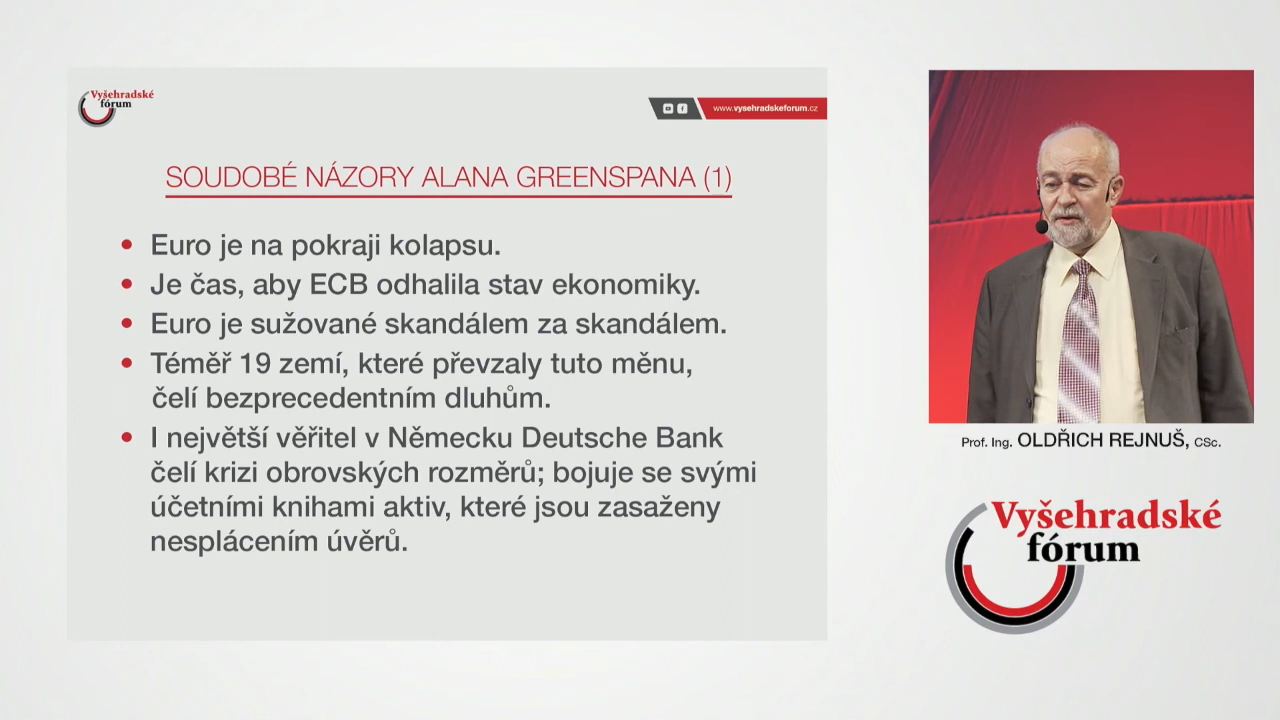 Vyšehradské
fórum
www.vysehradskeforum.cz
SOUDOBÉ NÁZORY ALANA GREENSPANA (1)
• Euro je na pokraji kolapsu.
• Je čas, aby ECB odhalila stav ekonomiky.
• Euro je sužované skandálem za skandálem.
• Téměř 19 zemí, které převzaly tuto měnu,
čelí bezprecedentním dluhům.
• I největší věřitel v Německu Deutsche Bank
čelí krizi obrovských rozměrů; bojuje se svými
účetními knihami aktiv, které jsou zasaženy
nesplácením úvěrů.
Prof. Ing. OLDŘICH REJNUŠ, CSc.
Vyšehradské
fórum